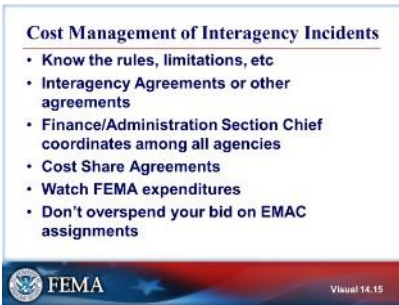 Cost Management of Interagency Incidents
• Know the rules, limitations, etc
• Interagency Agreements or other
agreements
• Finance/Administration Section Chief
coordinates among all agencies
• Cost Share Agreements
• Watch FEMA expenditures
• Don't overspend your bid on EMAC
assignments
FEMA
Visual 14.15